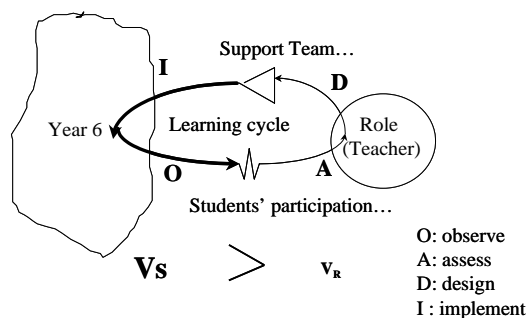 Support Team…
I
D
Year 6
Learning cycle
Role
(Teacher)
O
A
Students’ participation…
Vs > VR
O: observe
A: assess
D: design
I : implement